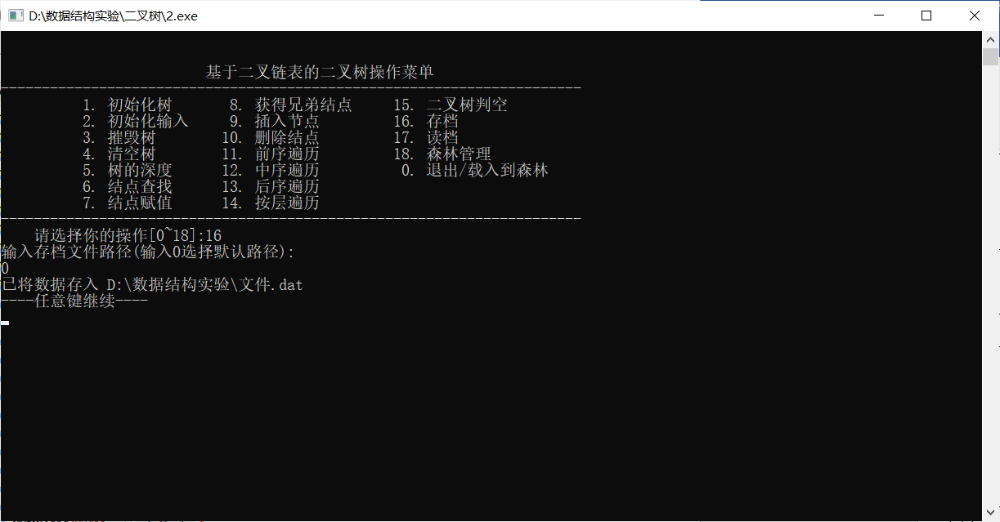 D:\数据结构实验\二叉树\2.exe
基于二叉链表的二叉树操作菜单
-----------------------------------------------------------------------
1. 初始化树 8. 获得兄弟结点 15. 二叉树判空
2. 初始化输入 9. 插入节点 16. 存档
3. 摧毁树 10. 删除结点 17. 读档
4. 清空树 11. 前序遍历 18. 森林管理
5. 树的深度 12. 中序遍历 0. 退出/载入到森林
6. 结点查找 13. 后序遍历
7. 结点赋值 14. 按层遍历
-----------------------------------------------------------------------
请选择你的操作[0~18]:16
输入存档文件路径(输入0选择默认路径):
0
已将数据存入 D:\数据结构实验\文件.dat
----任意键继续----